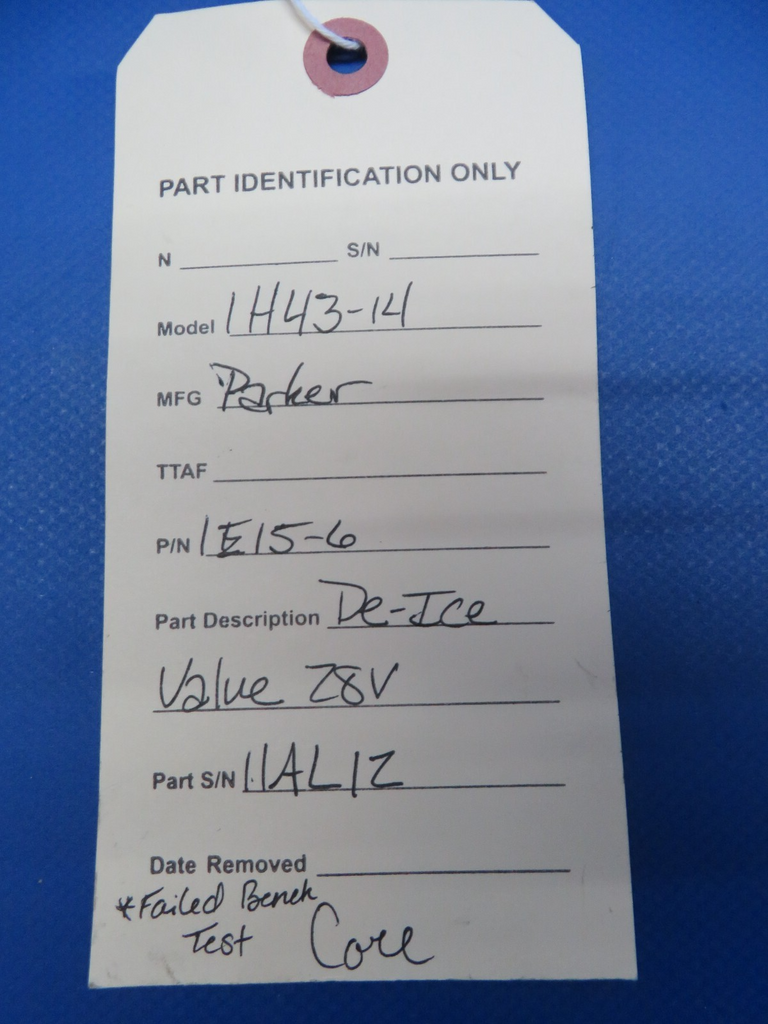 PART IDENTIFICATION ONLY
N S/N
Model 1H43-14
MFG Parker
TTAF
P/N 1E15-6
Part Description De-Ice
Valve 28V
Part S/N 11AL12
Date Removed
*Failed Bench
Test Core